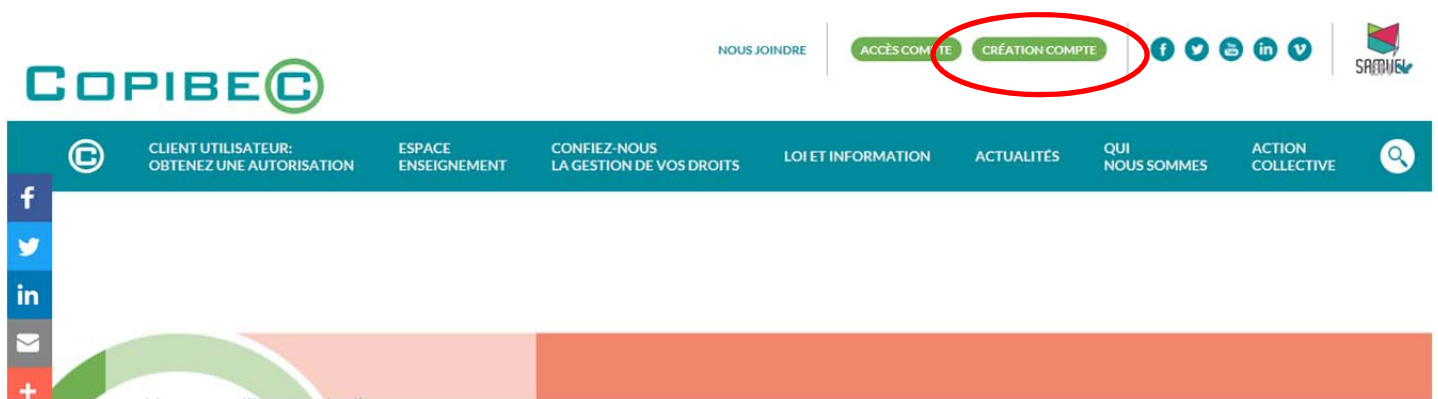 NOUS JOINDRE
ACCÈS COMPTE
CRÉATION COMPTE
COPIBEC
SAMUEL
CLIENT UTILISATEUR:
OBTENEZ UNE AUTORISATION
ESPACE
ENSEIGNEMENT
CONFIEZ-NOUS
LA GESTION DE VOS DROITS
LOI ET INFORMATION
ACTUALITÉS
QUI
NOUS SOMMES
ACTION
COLLECTIVE